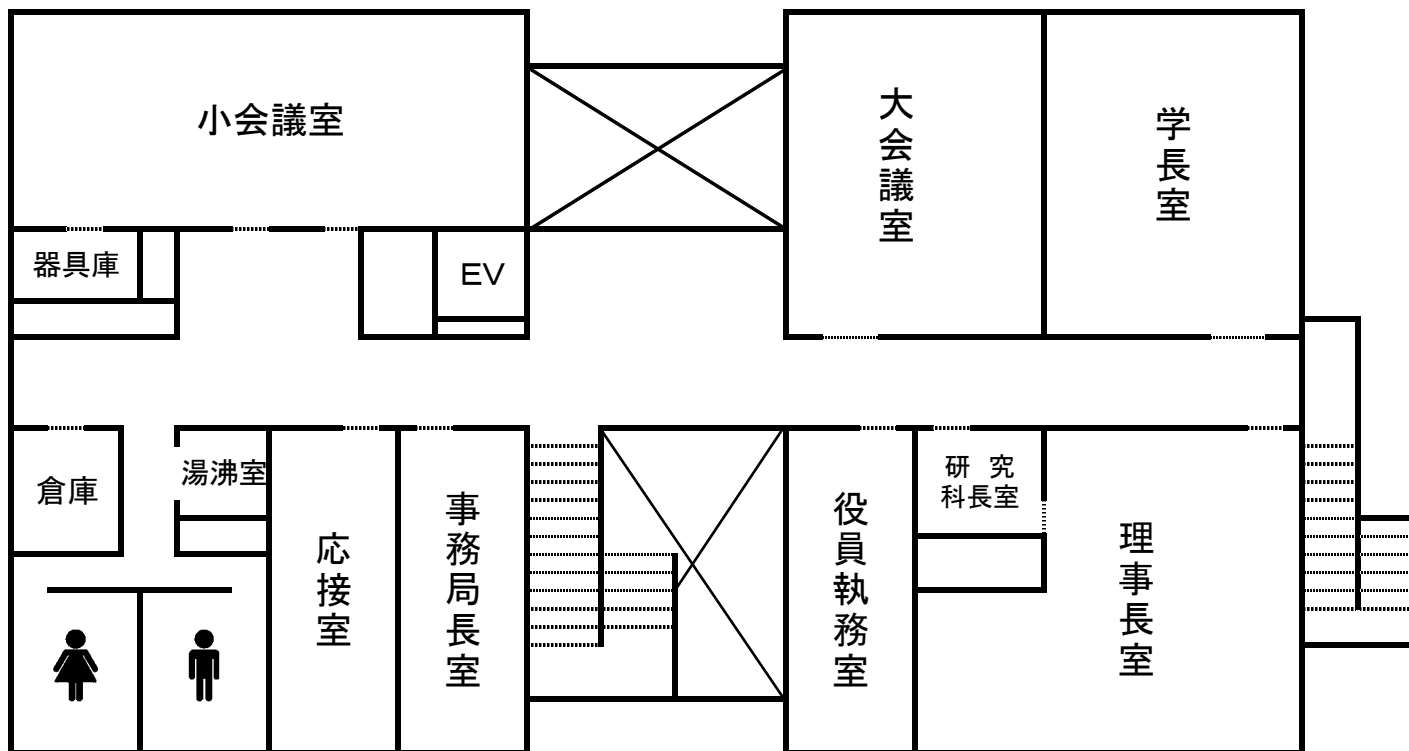 小会議室
大会議室
学長室
器具庫
EV
倉庫
湯沸室
応接室
事務局長室
役員執務室
研 究
科長室
理事長室